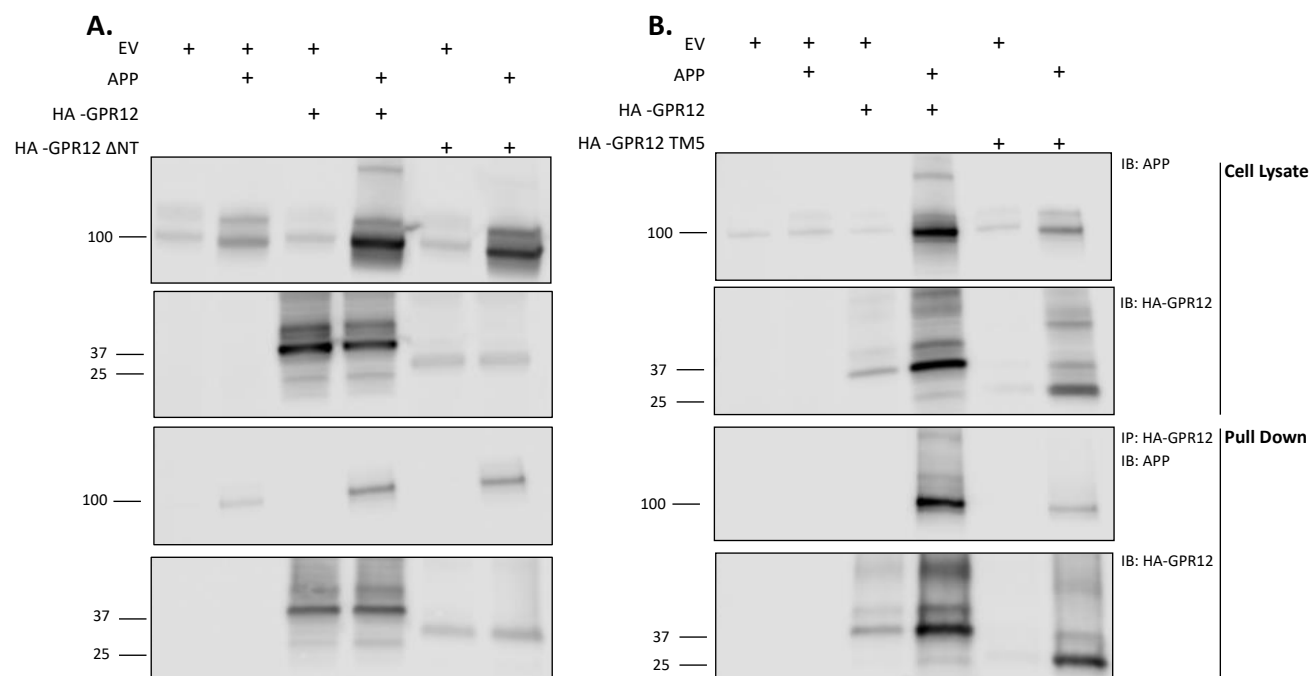 A.
EV + + + +
APP + + +
HA -GPR12 + +
HA -GPR12 ΔNT + +
100
37
25
100
37
25
B.
EV + + + +
APP + + +
HA -GPR12 + +
HA -GPR12 TM5 + +
IB: APP
Cell Lysate
100
IB: HA-GPR12
37
25
IP: HA-GPR12
Pull Down
IB: APP
100
IB: HA-GPR12
37
25